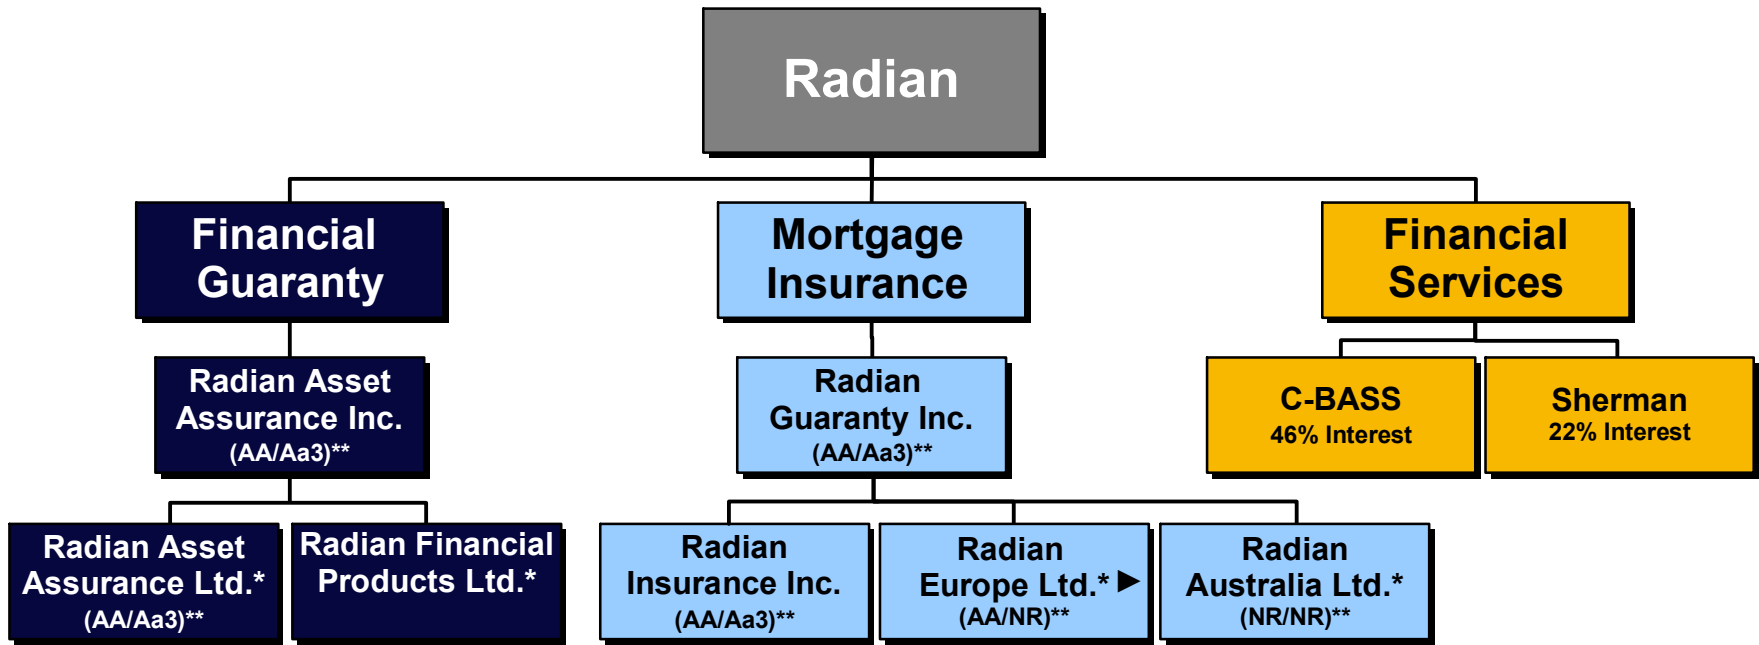 Radian
Financial
Guaranty
Mortgage
Insurance
Financial
Services
Radian Asset
Assurance Inc.
(AA/Aa3)**
Radian
Guaranty Inc.
(AA/Aa3)**
C-BASS
46% Interest
Sherman
22% Interest
Radian Asset
Assurance Ltd.*
(AA/Aa3)**
Radian Financial
Products Ltd.*
Radian
Insurance Inc.
(AA/Aa3)**
Radian
Europe Ltd.* ►
(AA/NR)**
Radian
Australia Ltd.*
(NR/NR)**